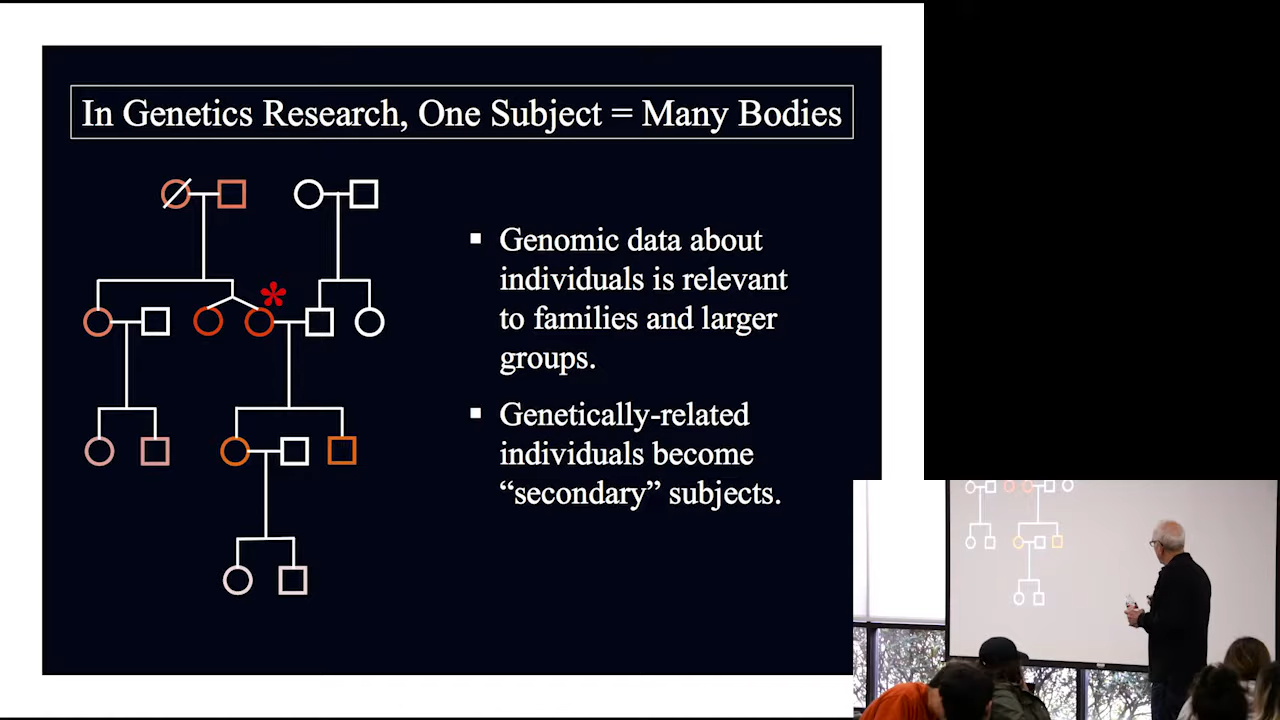 In Genetics Research, One Subject = Many Bodies
*
▪ Genomic data about
individuals is relevant
to families and larger
groups.
▪ Genetically-related
individuals become
“secondary” subjects.